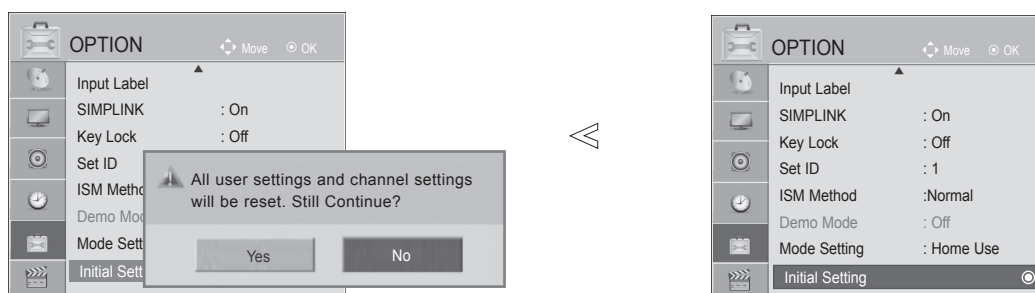 OPTION Move OK
Input Label
SIMPLINK : On
Key Lock : Off
Set ID
ISM Metho
Demo Mod
Mode Sett
Initial Sett
All user settings and channel settings
will be reset. Still Continue?
Yes No
OPTION Move OK
Input Label
SIMPLINK : On
Key Lock : Off
Set ID : 1
ISM Method :Normal
Demo Mode : Off
Mode Setting : Home Use
Initial Setting